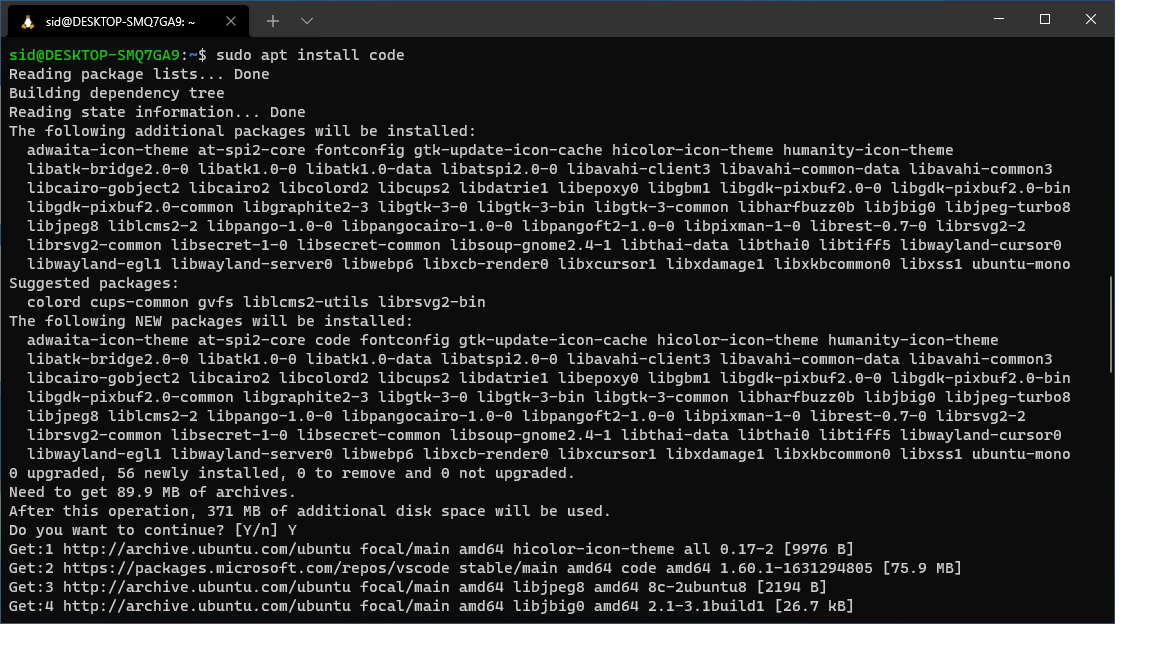 sid@DESKTOP-SMQ7GA9: ~
sid@DESKTOP-SMQ7GA9:~$ sudo apt install code
Reading package lists... Done
Building dependency tree
Reading state information... Done
The following additional packages will be installed:
  adwaita-icon-theme at-spi2-core fontconfig gtk-update-icon-cache hicolor-icon-theme humanity-icon-theme
  libatk-bridge2.0-0 libatk1.0-0 libatk1.0-data libatspi2.0-0 libavahi-client3 libavahi-common-data libavahi-common3
  libcairo-gobject2 libcairo2 libcolord2 libcups2 libdatrie1 libepoxy0 libgbm1 libgdk-pixbuf2.0-0 libgdk-pixbuf2.0-bin
  libgdk-pixbuf2.0-common libgraphite2-3 libgtk-3-0 libgtk-3-bin libgtk-3-common libharfbuzz0b libjbig0 libjpeg-turbo8
  libjpeg8 liblcms2-2 libpango-1.0-0 libpangocairo-1.0-0 libpangoft2-1.0-0 libpixman-1-0 librest-0.7-0 librsvg2-2
  librsvg2-common libsecret-1-0 libsecret-common libsoup-gnome2.4-1 libthai-data libthai0 libtiff5 libwayland-cursor0
  libwayland-egl1 libwayland-server0 libwebp6 libxcb-render0 libxcursor1 libxdamage1 libxkbcommon0 libxss1 ubuntu-mono
Suggested packages:
  colord cups-common gvfs liblcms2-utils librsvg2-bin
The following NEW packages will be installed:
  adwaita-icon-theme at-spi2-core code fontconfig gtk-update-icon-cache hicolor-icon-theme humanity-icon-theme
  libatk-bridge2.0-0 libatk1.0-0 libatk1.0-data libatspi2.0-0 libavahi-client3 libavahi-common-data libavahi-common3
  libcairo-gobject2 libcairo2 libcolord2 libcups2 libdatrie1 libepoxy0 libgbm1 libgdk-pixbuf2.0-0 libgdk-pixbuf2.0-bin
  libgdk-pixbuf2.0-common libgraphite2-3 libgtk-3-0 libgtk-3-bin libgtk-3-common libharfbuzz0b libjbig0 libjpeg-turbo8
  libjpeg8 liblcms2-2 libpango-1.0-0 libpangocairo-1.0-0 libpangoft2-1.0-0 libpixman-1-0 librest-0.7-0 librsvg2-2
  librsvg2-common libsecret-1-0 libsecret-common libsoup-gnome2.4-1 libthai-data libthai0 libtiff5 libwayland-cursor0
  libwayland-egl1 libwayland-server0 libwebp6 libxcb-render0 libxcursor1 libxdamage1 libxkbcommon0 libxss1 ubuntu-mono
0 upgraded, 56 newly installed, 0 to remove and 0 not upgraded.
Need to get 89.9 MB of archives.
After this operation, 371 MB of additional disk space will be used.
Do you want to continue? [Y/n] Y
Get:1 http://archive.ubuntu.com/ubuntu focal/main amd64 hicolor-icon-theme all 0.17-2 [9976 B]
Get:2 https://packages.microsoft.com/repos/vscode stable/main amd64 code amd64 1.60.1-1631294805 [75.9 MB]
Get:3 http://archive.ubuntu.com/ubuntu focal/main amd64 libjpeg8 amd64 8c-2ubuntu8 [2194 B]
Get:4 http://archive.ubuntu.com/ubuntu focal/main amd64 libjbig0 amd64 2.1-3.1build1 [26.7 kB]